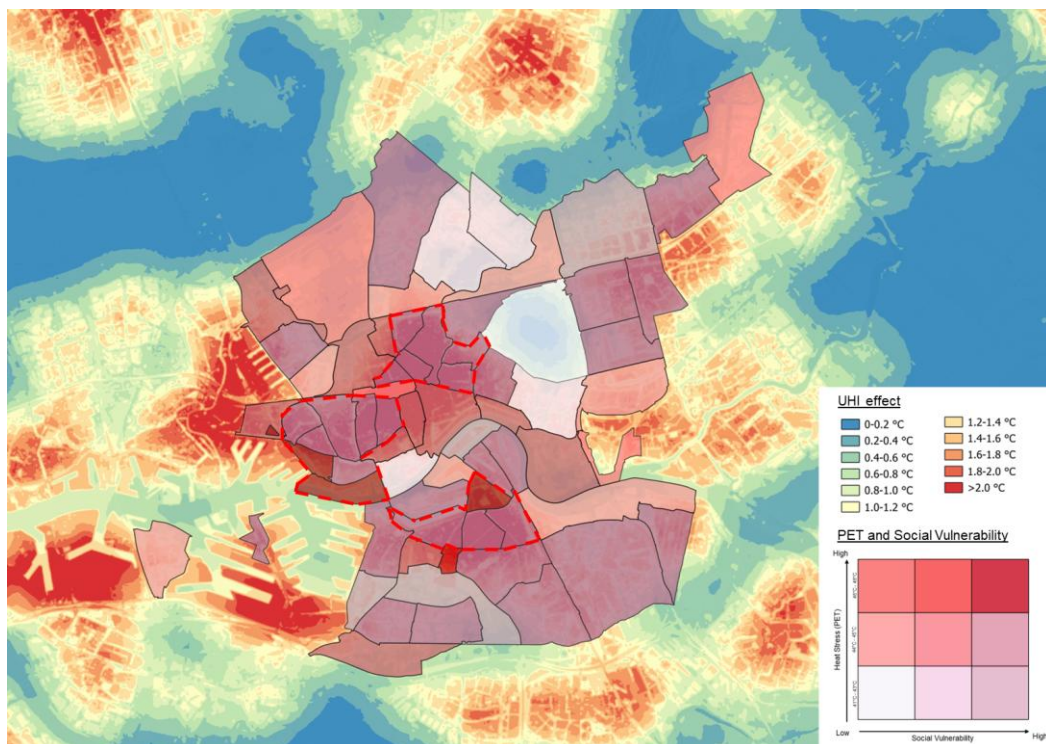 UHI effect
0-0.2 °C
0.2-0.4 °C
0.4-0.6 °C
0.6-0.8 °C
0.8-1.0 °C
1.0-1.2 °C
1.2-1.4 °C
1.4-1.6 °C
1.6-1.8 °C
1.8-2.0 °C
>2.0 °C
PET and Social Vulnerability
High
Heat Stress (PET)
Low
Social Vulnerability
High